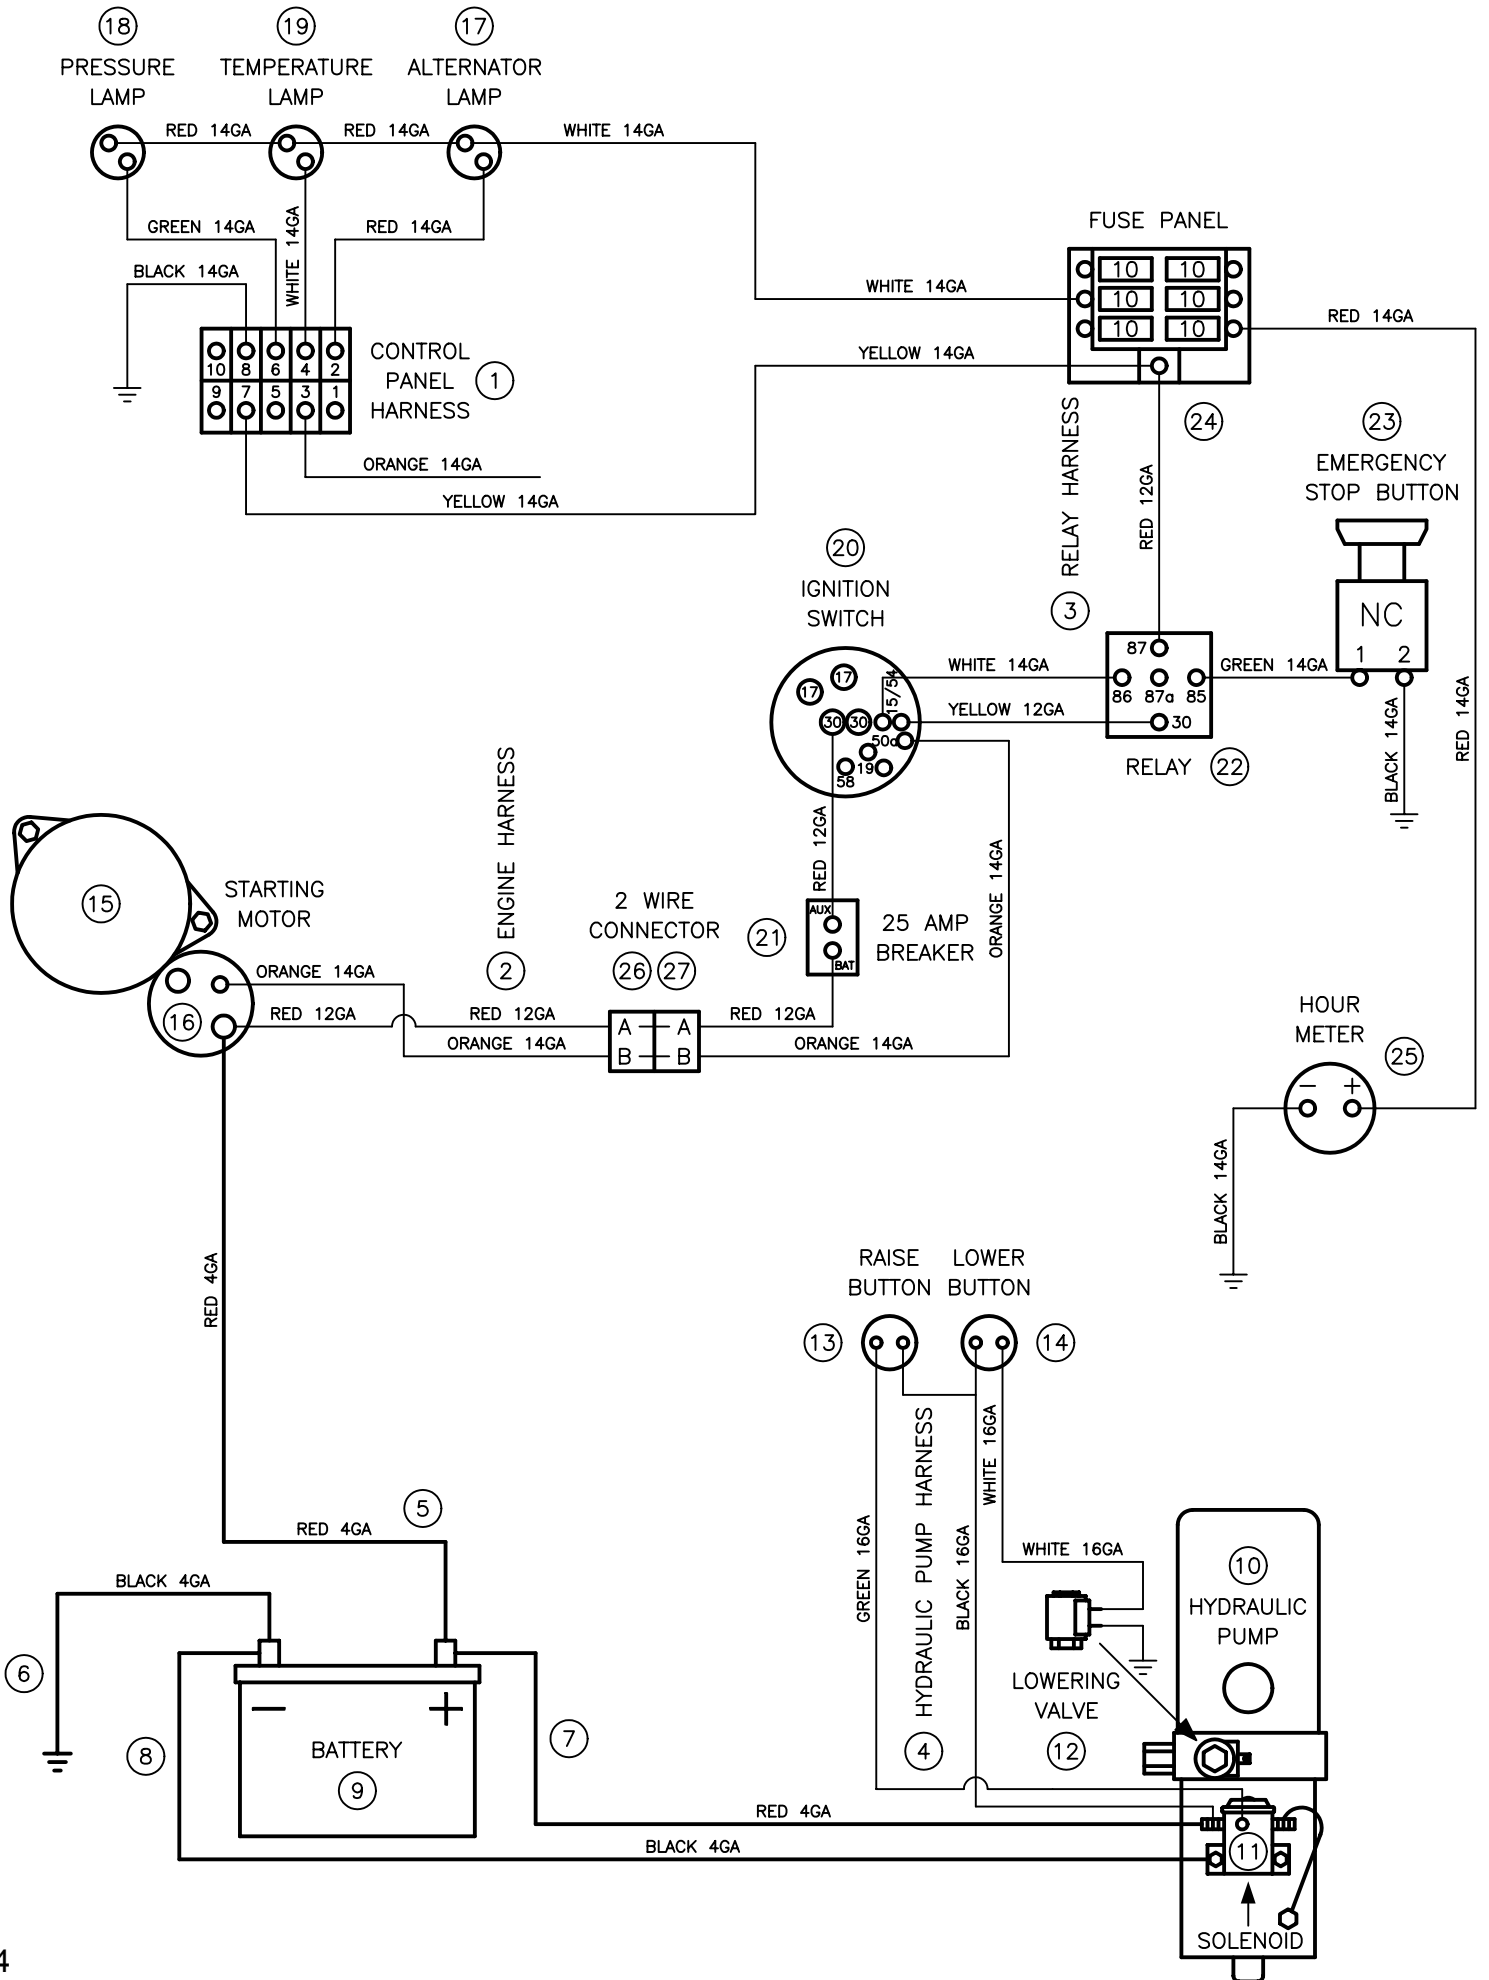 18 19 17
PRESSURE TEMPERATURE ALTERNATOR
LAMP LAMP LAMP
RED 14GA RED 14GA WHITE 14GA
GREEN 14GA WHITE 14GA RED 14GA
BLACK 14GA
10 8 6 4 2
9 7 5 3 1
CONTROL
PANEL 1
HARNESS
ORANGE 14GA
YELLOW 14GA
FUSE PANEL
10 10
10 10
10 10
WHITE 14GA
YELLOW 14GA
RED 14GA
24
RELAY HARNESS
3
RED 12GA
23
EMERGENCY
STOP BUTTON
NC
1 2
20
IGNITION
SWITCH
17 17
30 30 15/54
50a
19
58
WHITE 14GA
YELLOW 12GA
87
86 87a 85
30
RELAY 22
GREEN 14GA
BLACK 14GA
RED 14GA
ENGINE HARNESS
2
RED 12GA
ORANGE 14GA
15
STARTING
MOTOR
16
ORANGE 14GA
RED 12GA
RED 12GA
ORANGE 14GA
2 WIRE
CONNECTOR
26 27
A A
B B
RED 12GA
ORANGE 14GA
21
AUX
BAT
25 AMP
BREAKER
HOUR
METER
25
− +
BLACK 14GA
RED 4GA
RAISE LOWER
BUTTON BUTTON
13 14
GREEN 16GA
HYDRAULIC PUMP HARNESS
4
BLACK 16GA
WHITE 16GA
WHITE 16GA
LOWERING
VALVE
12
10
HYDRAULIC
PUMP
5
RED 4GA
BLACK 4GA
6
8
7
− +
BATTERY
9
RED 4GA
BLACK 4GA
11
SOLENOID
4